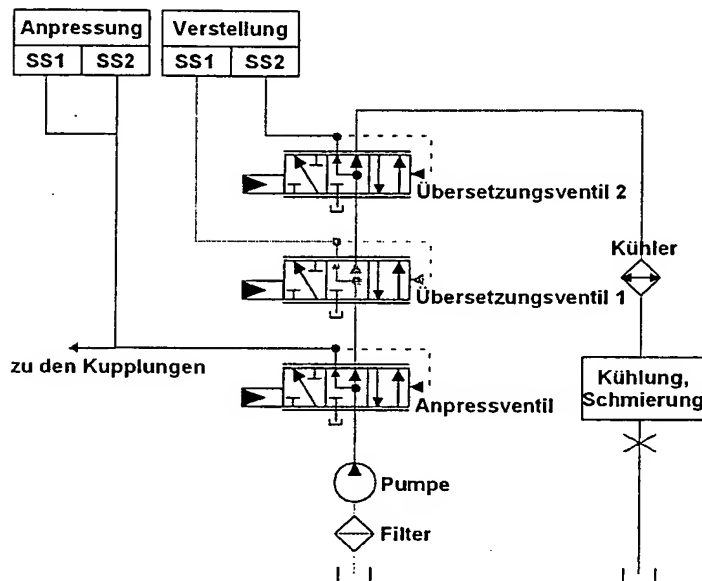 Anpressung Verstellung
SS1 SS2 SS1 SS2
Übersetzungsventil 2
Kühler
Übersetzungsventil 1
zu den Kupplungen
Kühlung,
Schmierung
Anpressventil
Pumpe
Filter